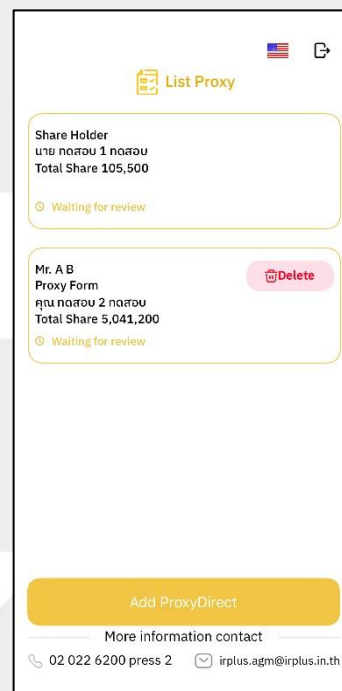 List Proxy
Share Holder
นาย ทดสอบ 1 ทดสอบ
Total Share 105,500
Waiting for review
Mr. A B
Delete
Proxy Form
คุณ ทดสอบ 2 ทดสอบ
Total Share 5,041,200
Waiting for review
Add ProxyDirect
More information contact
02 022 6200 press 2 irplus.agm@irplus.in.th